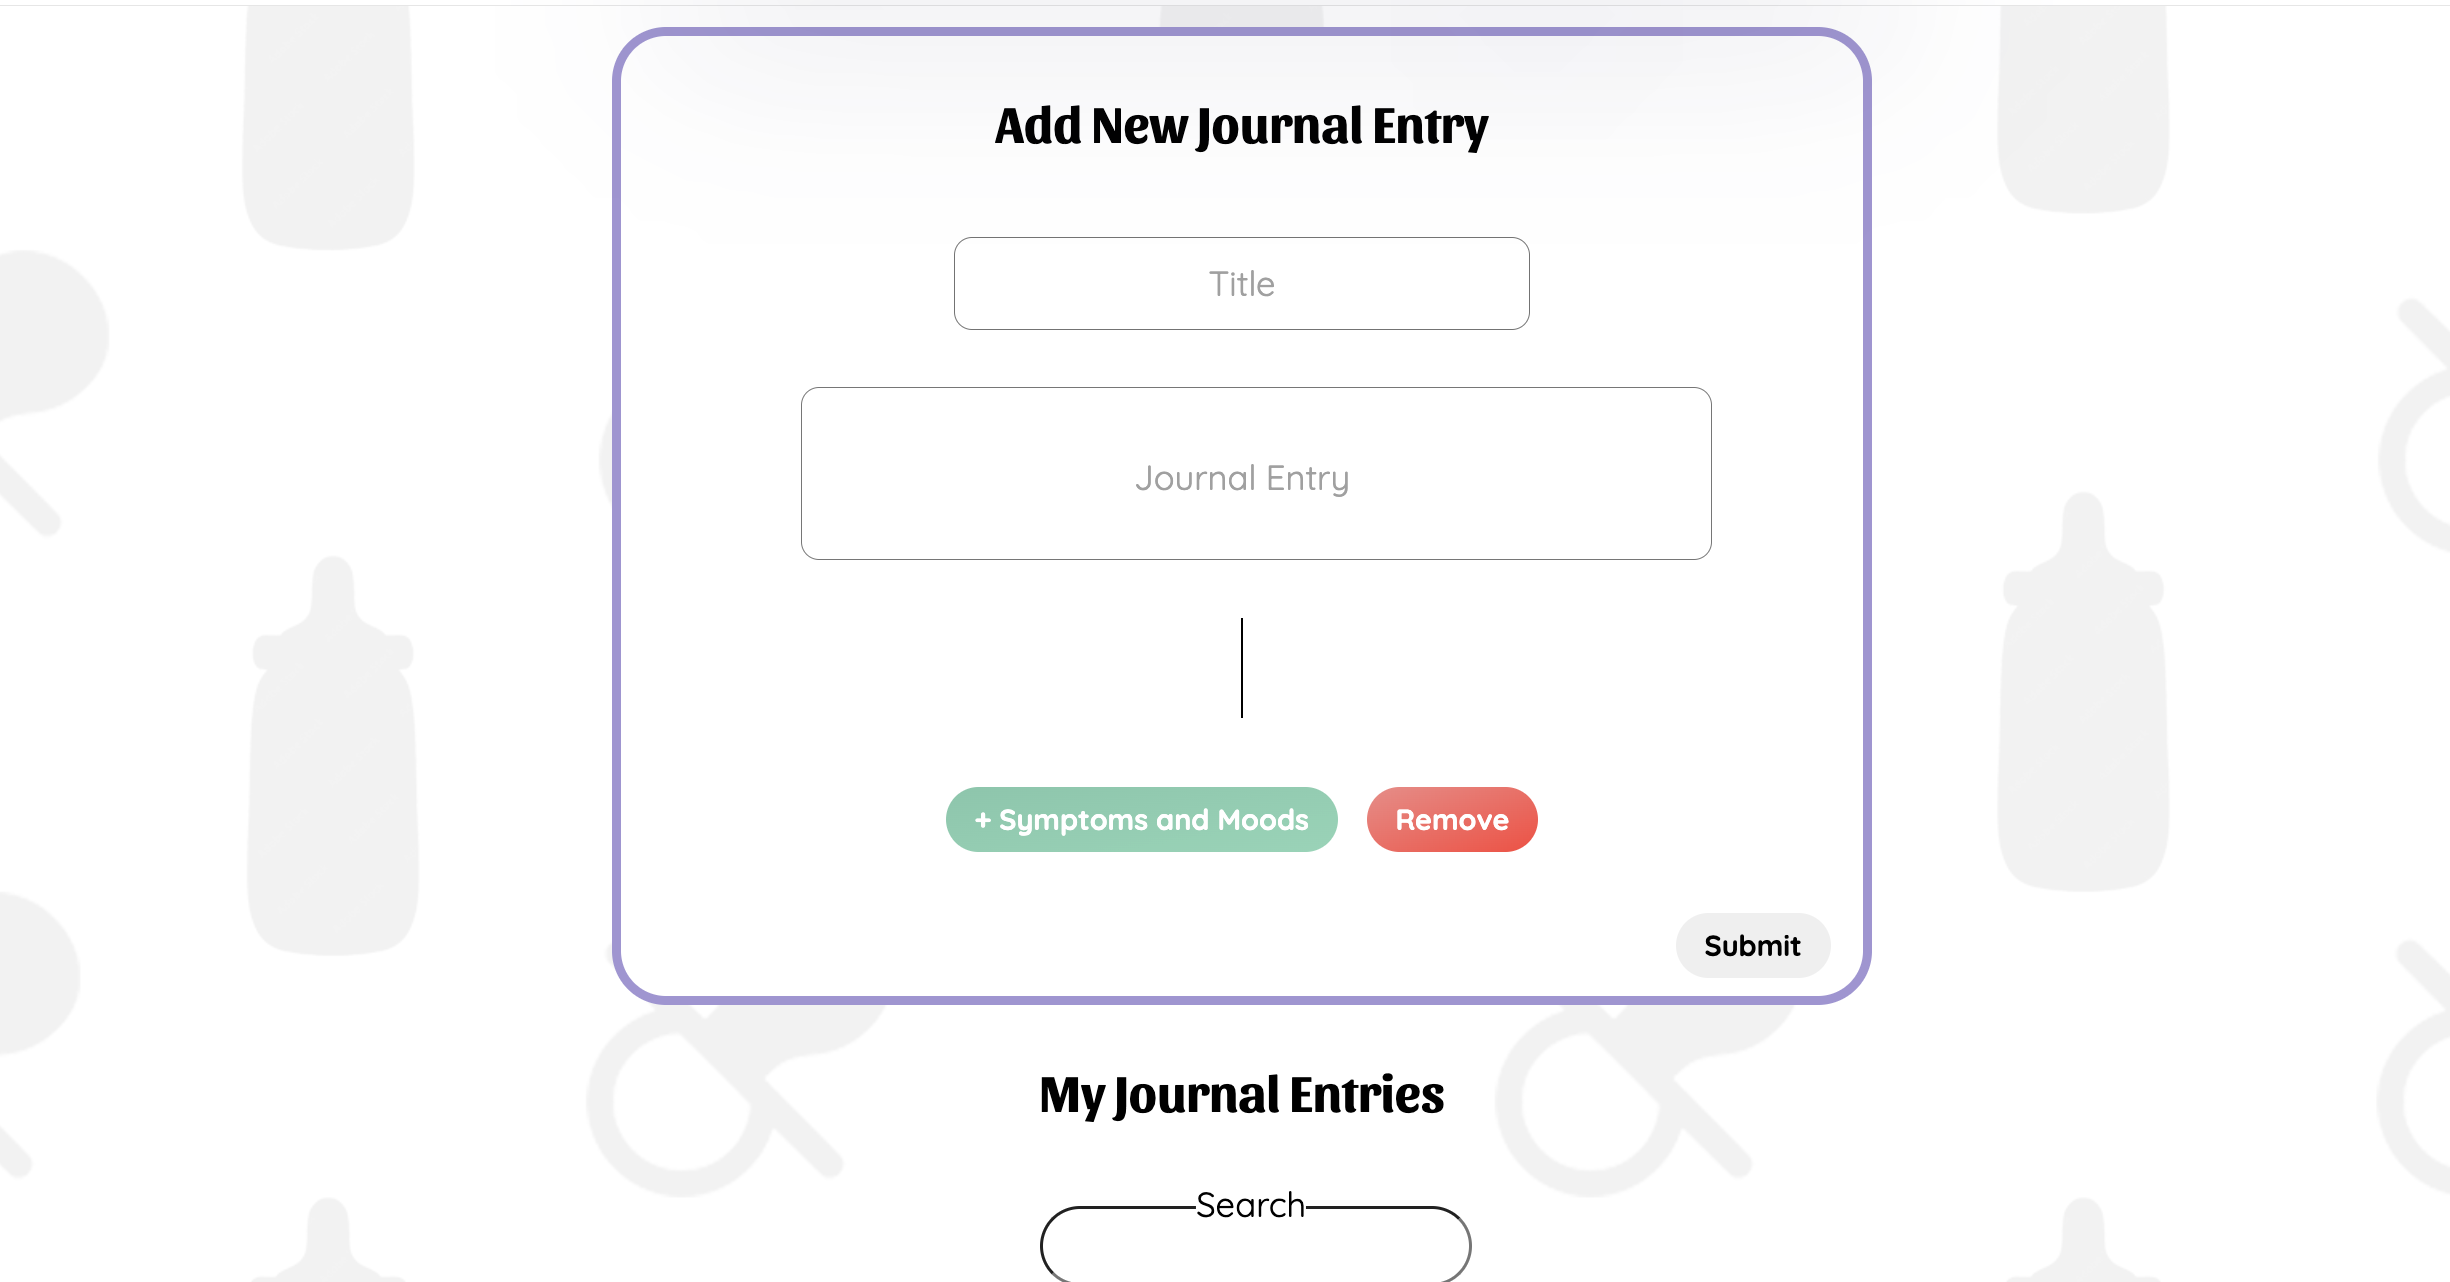 Add New Journal Entry
Title
Journal Entry
+ Symptoms and Moods
Remove
Submit
My Journal Entries
Search